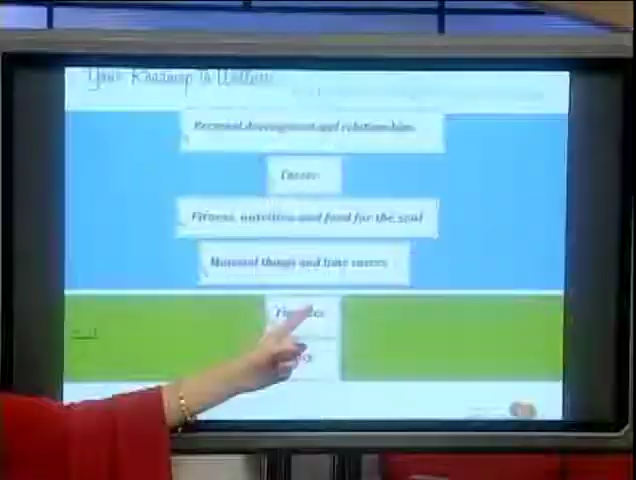 Your Roadmap to
Personal development and relationships
Career
Fitness, nutrition and food for the soul
Material things and time savers